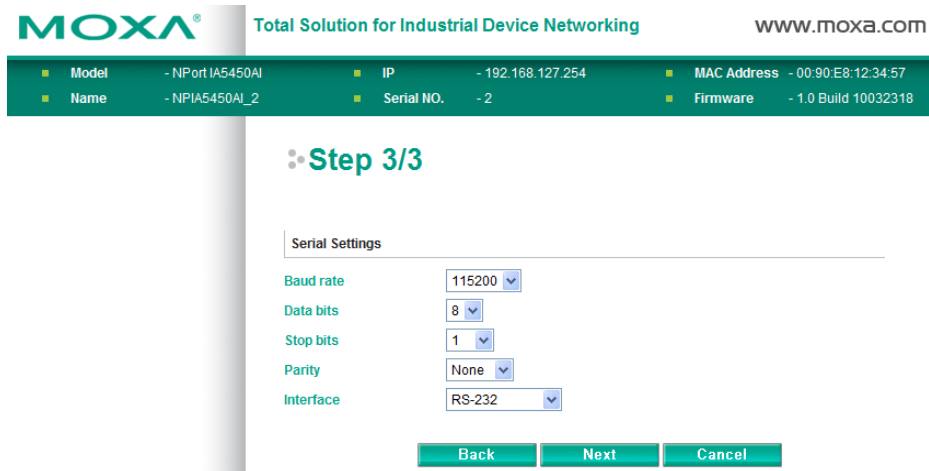 MOXA® Total Solution for Industrial Device Networking www.moxa.com
Model - NPort IA5450AI IP - 192.168.127.254 MAC Address - 00:90:E8:12:34:57
Name - NPIA5450AI_2 Serial NO. - 2 Firmware - 1.0 Build 10032318
Step 3/3
Serial Settings
Baud rate 115200
Data bits 8
Stop bits 1
Parity None
Interface RS-232
Back Next Cancel